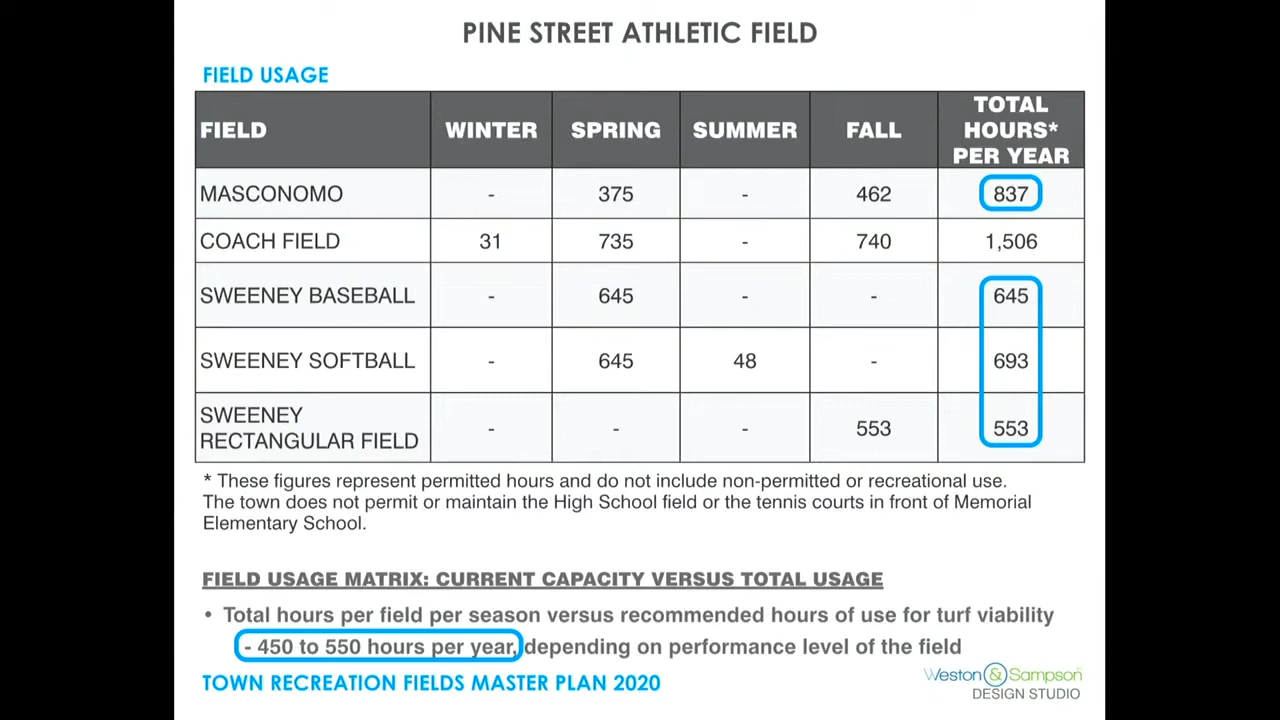 PINE STREET ATHLETIC FIELD
FIELD USAGE
FIELD WINTER SPRING SUMMER FALL TOTAL HOURS* PER YEAR
MASCONOMO - 375 - 462 837
COACH FIELD 31 735 - 740 1,506
SWEENEY BASEBALL - 645 - - 645
SWEENEY SOFTBALL - 645 48 - 693
SWEENEY RECTANGULAR FIELD - - - 553 553
* These figures represent permitted hours and do not include non-permitted or recreational use.
The town does not permit or maintain the High School field or the tennis courts in front of Memorial
Elementary School.
FIELD USAGE MATRIX: CURRENT CAPACITY VERSUS TOTAL USAGE
• Total hours per field per season versus recommended hours of use for turf viability
- 450 to 550 hours per year, depending on performance level of the field
TOWN RECREATION FIELDS MASTER PLAN 2020
Weston & Sampson
DESIGN STUDIO